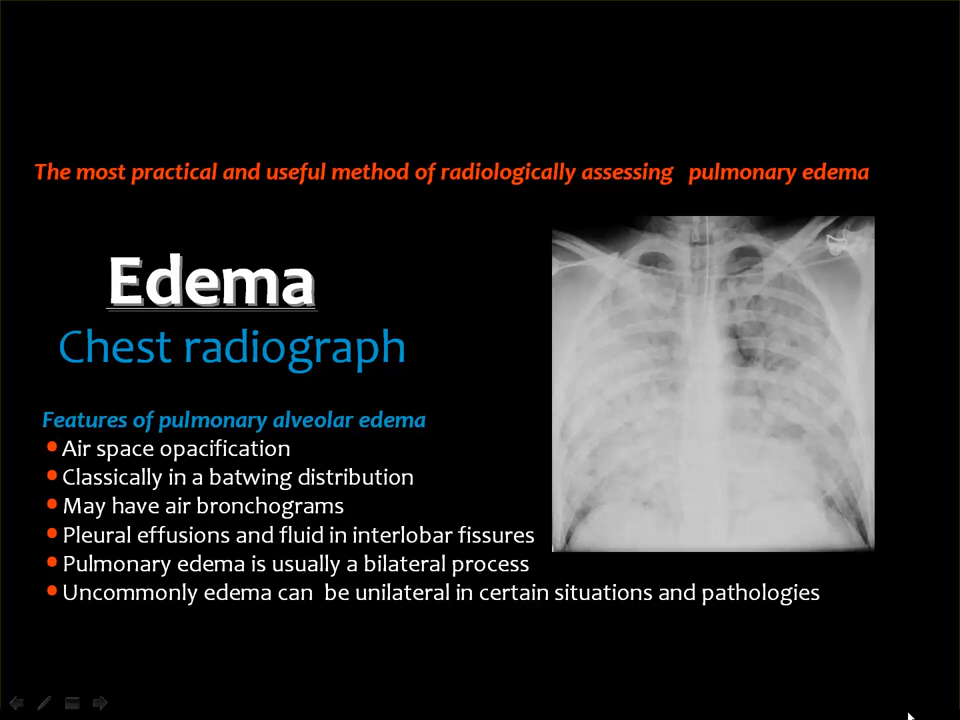 The most practical and useful method of radiologically assessing pulmonary edema
Edema
Chest radiograph
Features of pulmonary alveolar edema
• Air space opacification
• Classically in a batwing distribution
• May have air bronchograms
• Pleural effusions and fluid in interlobar fissures
• Pulmonary edema is usually a bilateral process
• Uncommonly edema can be unilateral in certain situations and pathologies